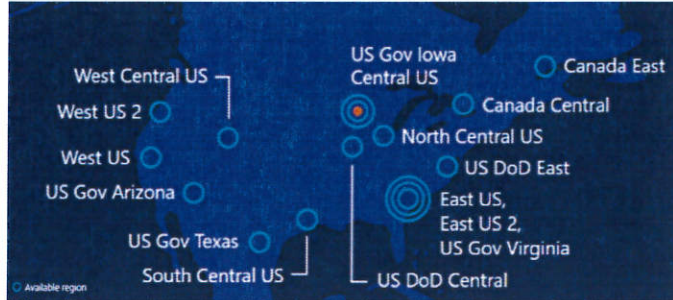 US Gov Iowa
Central US
Canada East
West Central US
West US 2
Canada Central
North Central US
West US
US DoD East
US Gov Arizona
East US,
East US 2,
US Gov Virginia
US Gov Texas
South Central US
US DoD Central
Available region